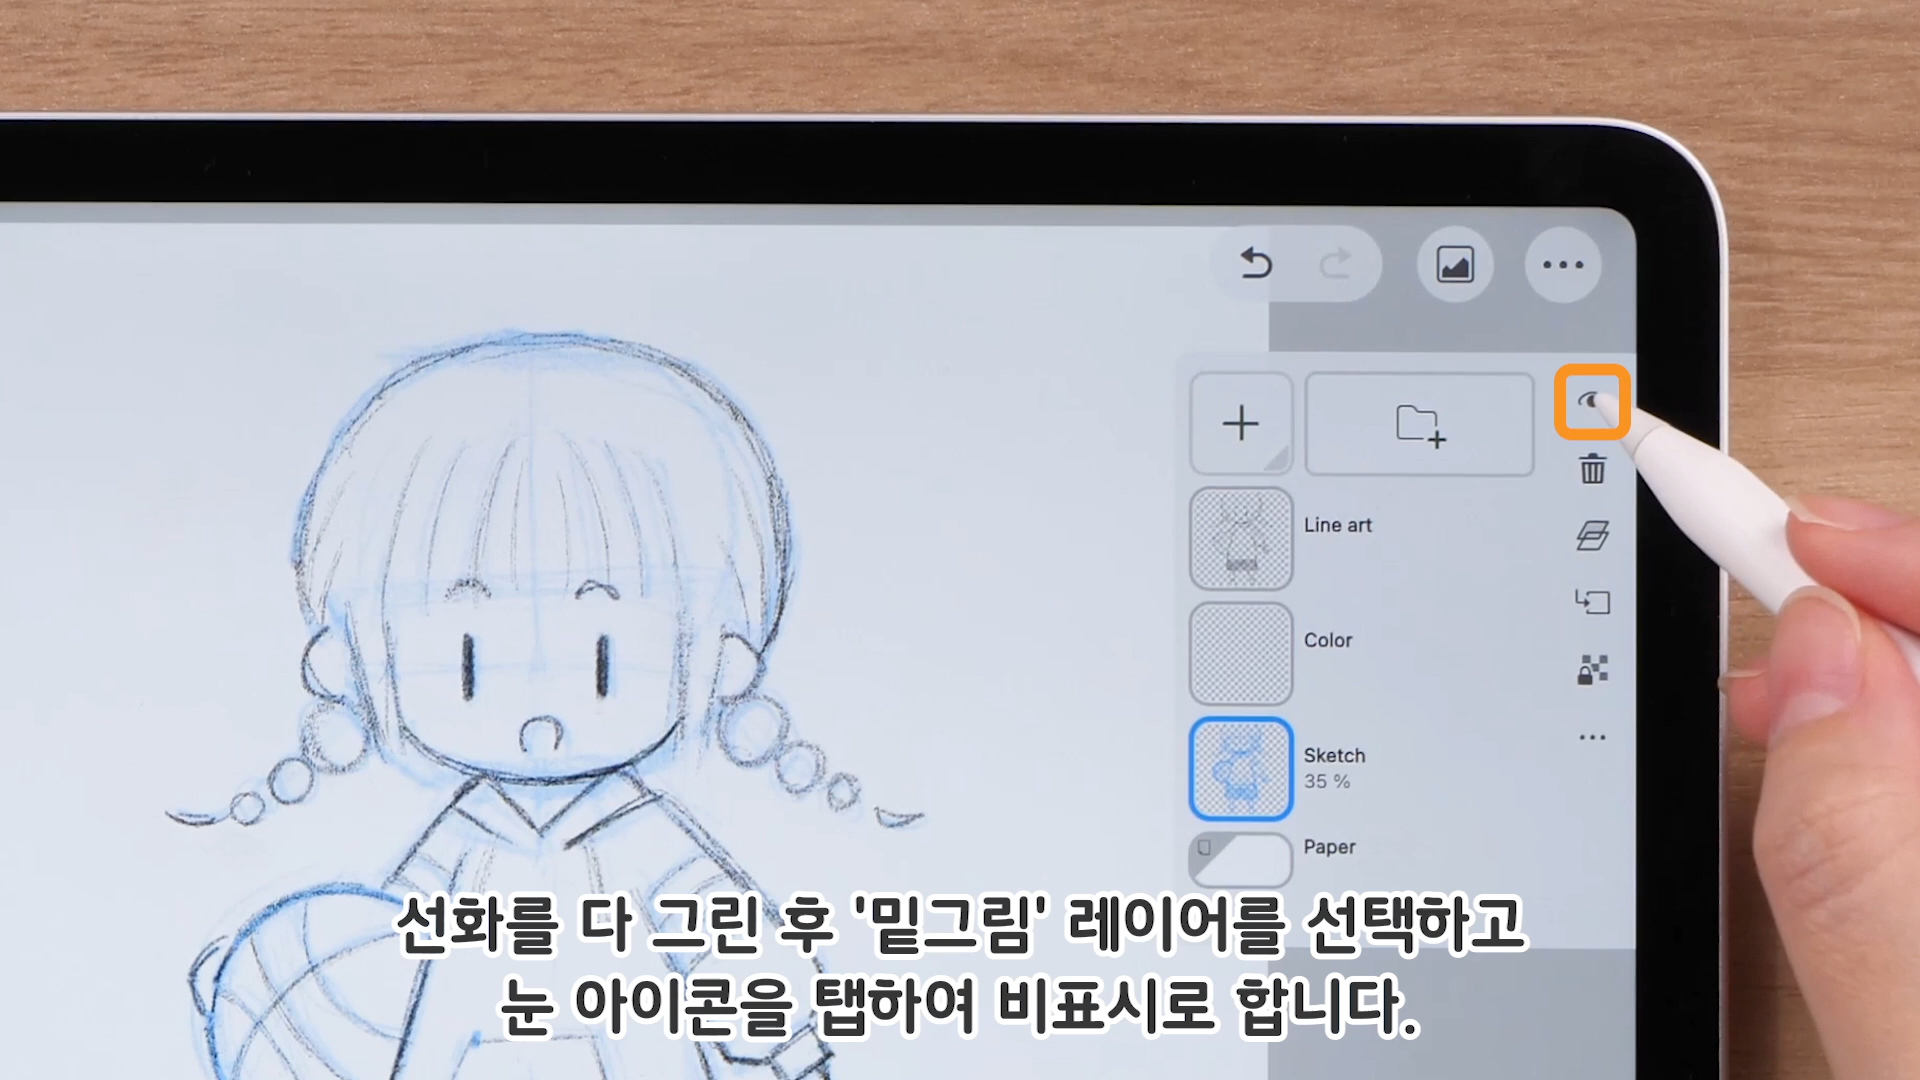 Line art
Color
Sketch
35 %
Paper
선화를 다 그린 후 '밑그림' 레이어를 선택하고
눈 아이콘을 탭하여 비표시로 합니다.